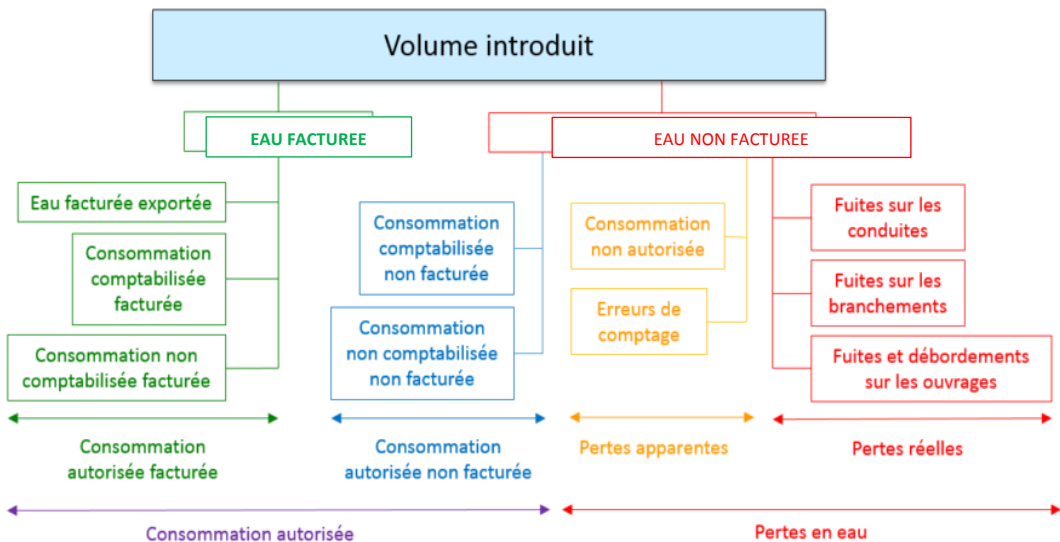 Volume introduit
EAU FACTUREE
EAU NON FACTUREE
Eau facturée exportée
Consommation
comptabilisée
facturée
Consommation non
comptabilisée facturée
Consommation
comptabilisée
non facturée
Consommation
non comptabilisée
non facturée
Consommation
non autorisée
Erreurs de
comptage
Fuites sur les
conduites
Fuites sur les
branchements
Fuites et débordements
sur les ouvrages
Consommation
autorisée facturée
Consommation
autorisée non facturée
Pertes apparentes
Pertes réelles
Consommation autorisée
Pertes en eau